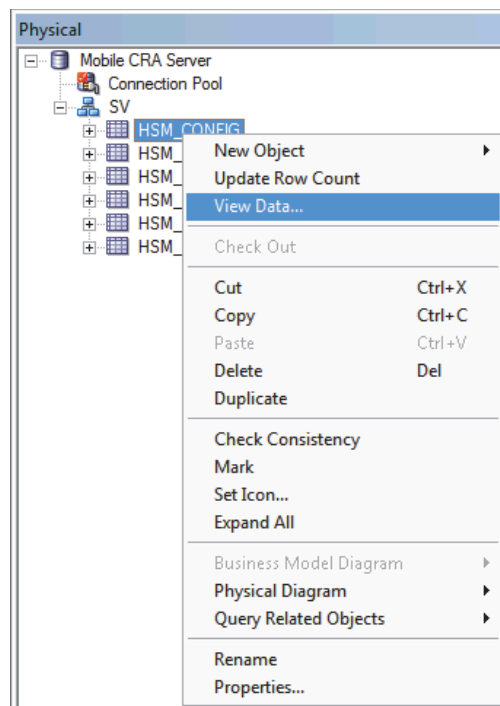 Physical
Mobile CRA Server
Connection Pool
SV
HSM_CONFIG
HSM_
HSM_
HSM_
HSM_
HSM_
New Object
Update Row Count
View Data...
Check Out
Cut Ctrl+X
Copy Ctrl+C
Paste Ctrl+V
Delete Del
Duplicate
Check Consistency
Mark
Set Icon...
Expand All
Business Model Diagram
Physical Diagram
Query Related Objects
Rename
Properties...